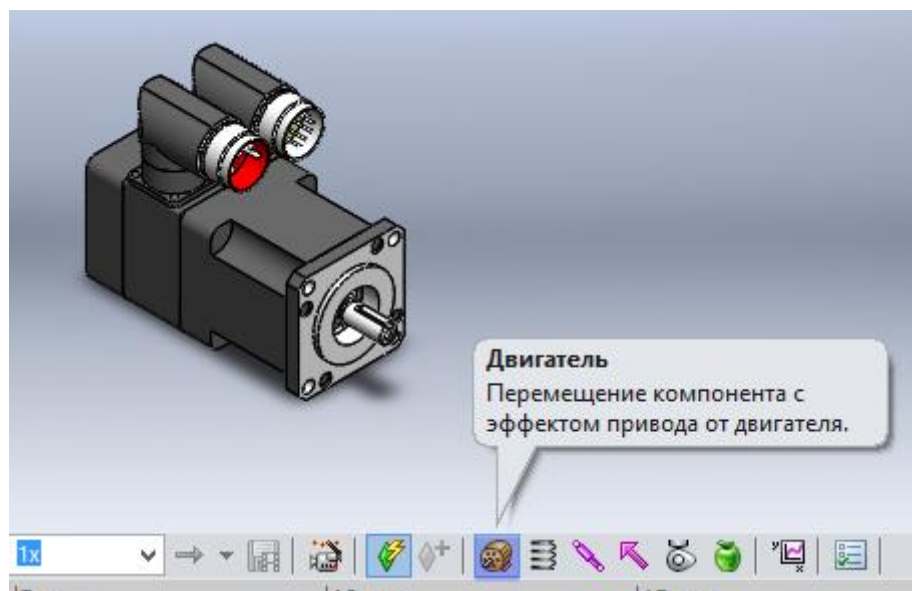 Двигатель
Перемещение компонента с
эффектом привода от двигателя.
1x